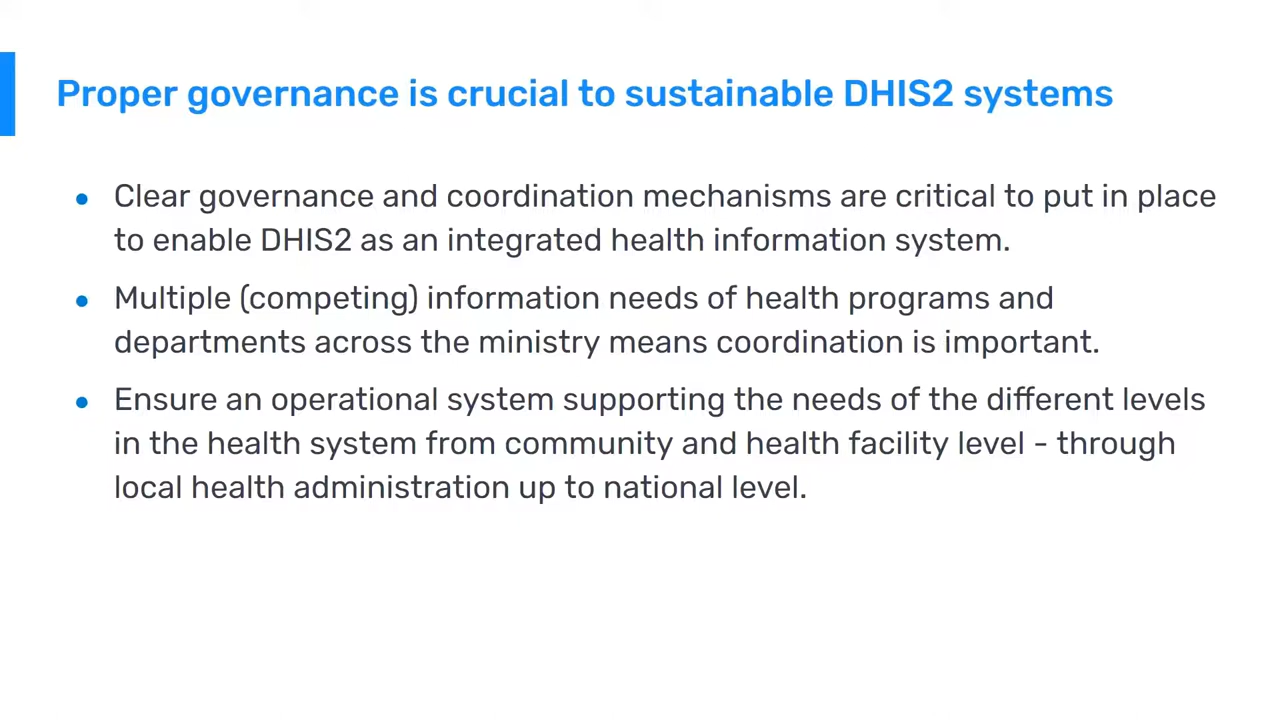 Proper governance is crucial to sustainable DHIS2 systems
● Clear governance and coordination mechanisms are critical to put in place
to enable DHIS2 as an integrated health information system.
● Multiple (competing) information needs of health programs and
departments across the ministry means coordination is important.
● Ensure an operational system supporting the needs of the different levels
in the health system from community and health facility level - through
local health administration up to national level.